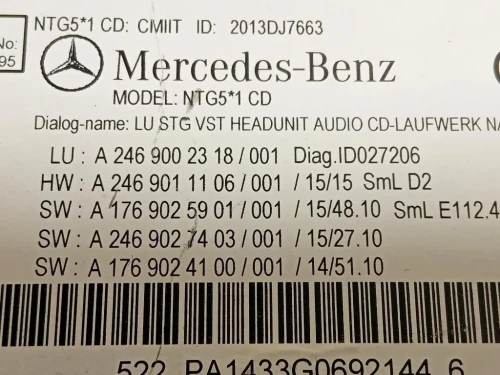 No:
95
NTG5*1 CD: CMIIT ID: 2013DJ7663
Mercedes-Benz
MODEL: NTG5*1 CD
Dialog-name: LU STG VST HEADUNIT AUDIO CD-LAUFWERK
LU : A 246 900 23 18 / 001 Diag.ID027206
HW : A 246 901 11 06 / 001 / 15/15 SmL D2
SW : A 176 902 59 01 / 001 / 15/48.10 SmL E112.4
SW : A 246 902 74 03 / 001 / 15/27.10
SW : A 176 902 41 00 / 001 / 14/51.10
522 PA1433G0692144 6